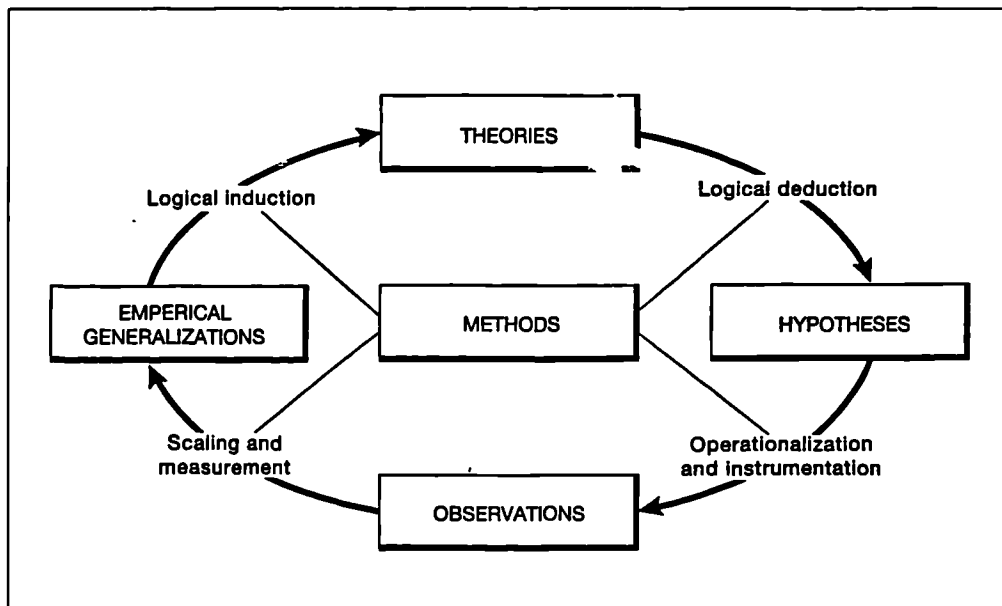 THEORIES
Logical induction
Logical deduction
EMPERICAL
GENERALIZATIONS
METHODS
HYPOTHESES
Scaling and
measurement
Operationalization
and instrumentation
OBSERVATIONS